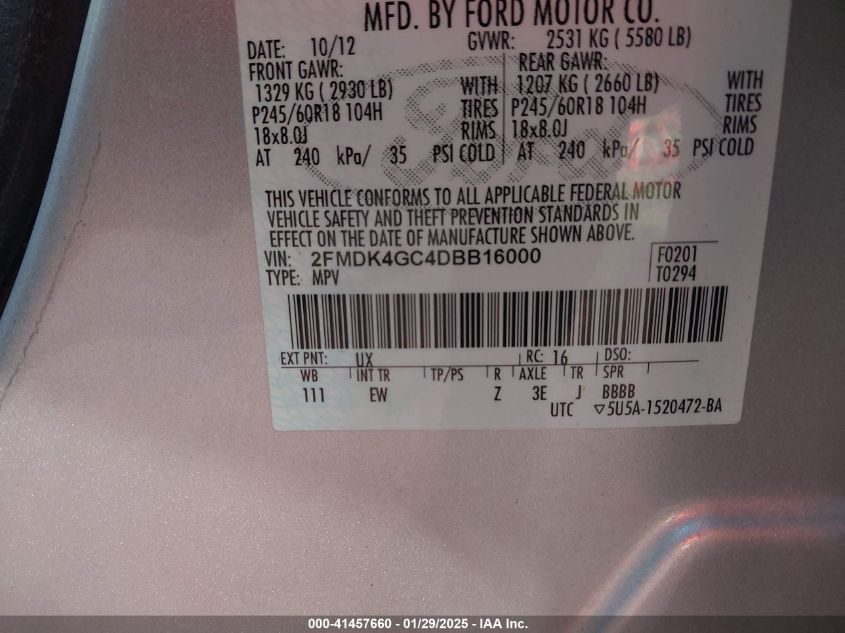 MFD. BY FORD MOTOR CO.
DATE: 10/12 GVWR: 2531 KG ( 5580 LB)
FRONT GAWR: REAR GAWR:
1329 KG ( 2930 LB) WITH 1207 KG ( 2660 LB) WITH
P245/60R18 104H TIRES P245/60R18 104H TIRES
18x8.0J RIMS 18x8.0J RIMS
AT 240 kPa/ 35 PSI COLD AT 240 kPa/ 35 PSI COLD
THIS VEHICLE CONFORMS TO ALL APPLICABLE FEDERAL MOTOR
VEHICLE SAFETY AND THEFT PREVENTION STANDARDS IN
EFFECT ON THE DATE OF MANUFACTURE SHOWN ABOVE.
VIN: 2FMDK4GC4DBB16000 F0201
TYPE: MPV T0294
EXT PNT: UX RC: 16 DSO:
WB INT TR TP/PS R AXLE TR SPR
111 EW Z 3E J BBBB
UTC ▽5U5A-1520472-BA
000-41457660 — 01/29/2025 — IAA Inc.